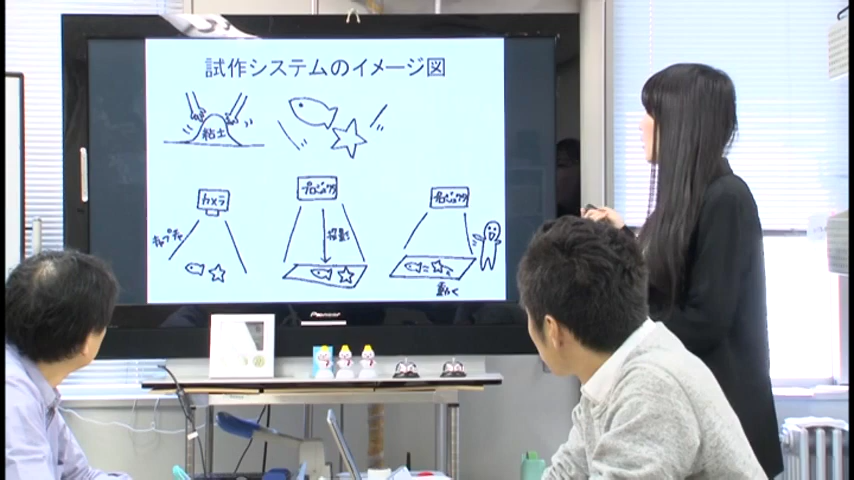 試作システムのイメージ図
粘土
カメラ
プロジェクタ
プロジェクタ
キャプチャ
投影
動く
Pioneer